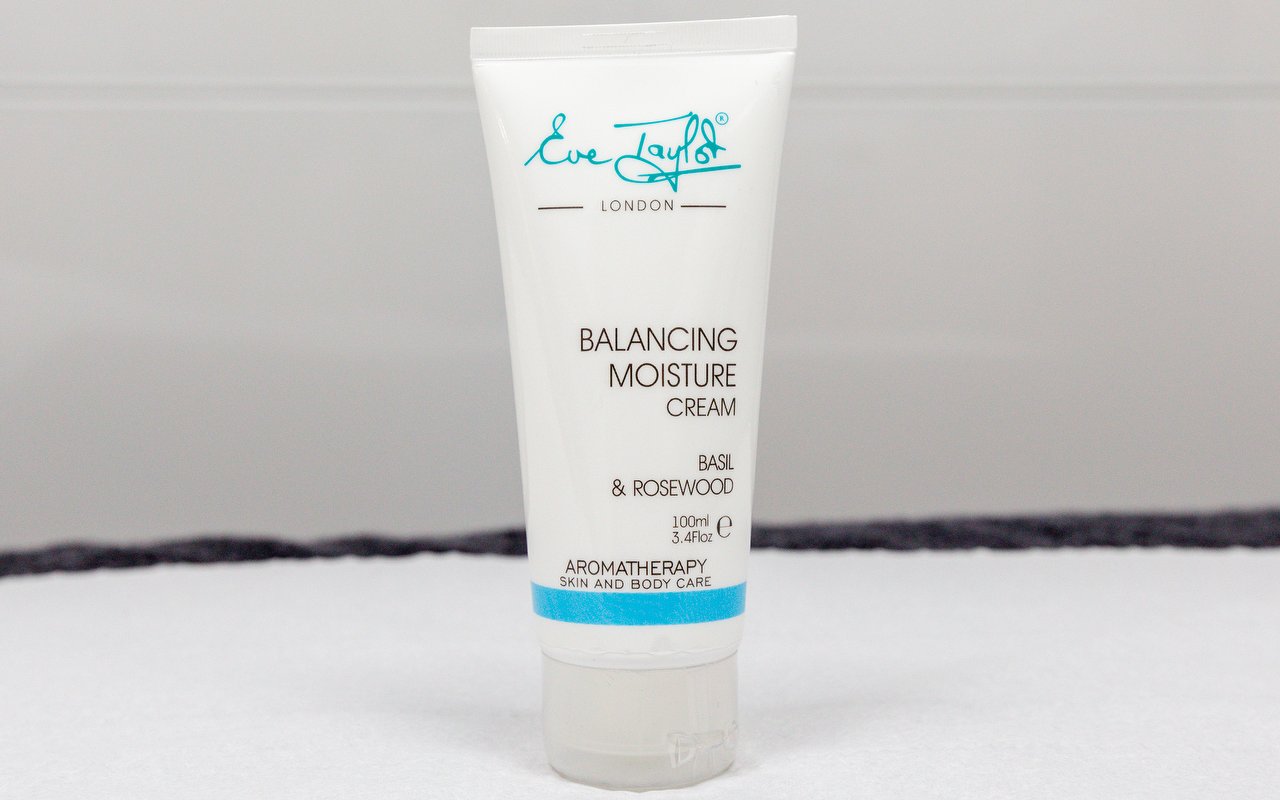 Eve Taylor®
LONDON
BALANCING
MOISTURE
CREAM
BASIL
& ROSEWOOD
100ml ℮
3.4Floz
AROMATHERAPY
SKIN AND BODY CARE